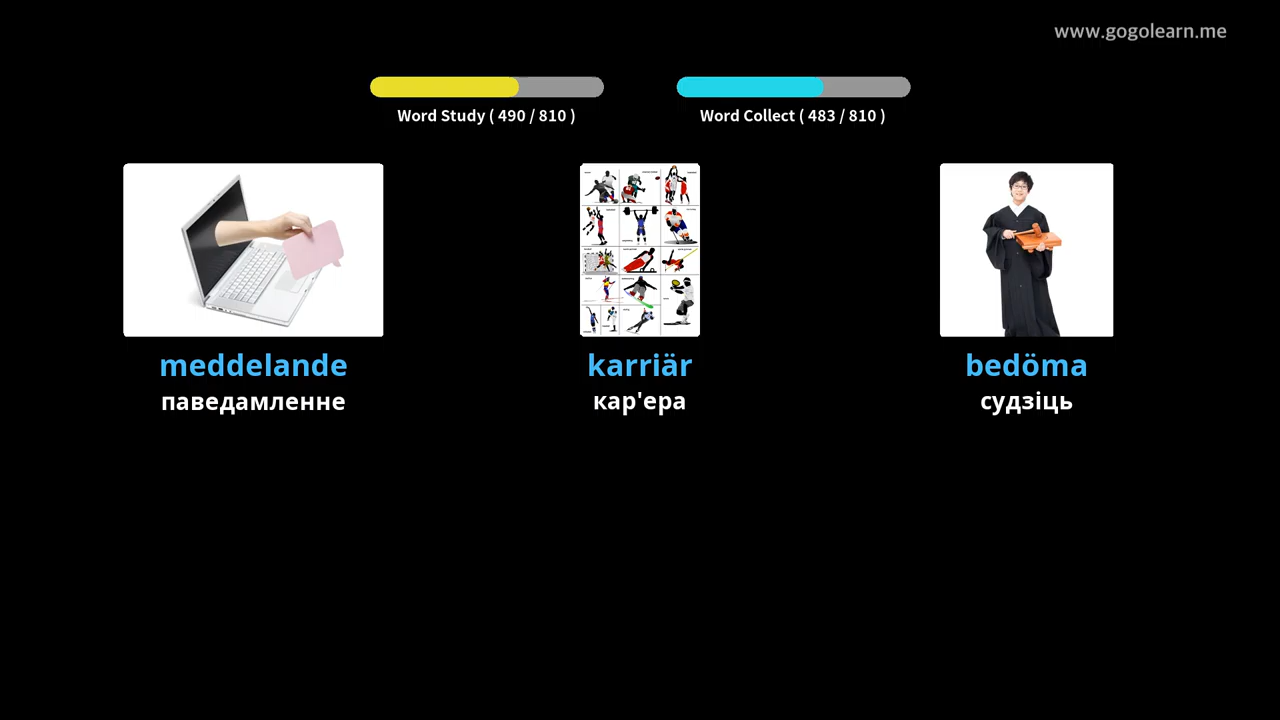 www.gogolearn.me
Word Study ( 490 / 810 )
Word Collect ( 483 / 810 )
meddelande
паведамленне
karriär
кар'ера
bedöma
судзіць